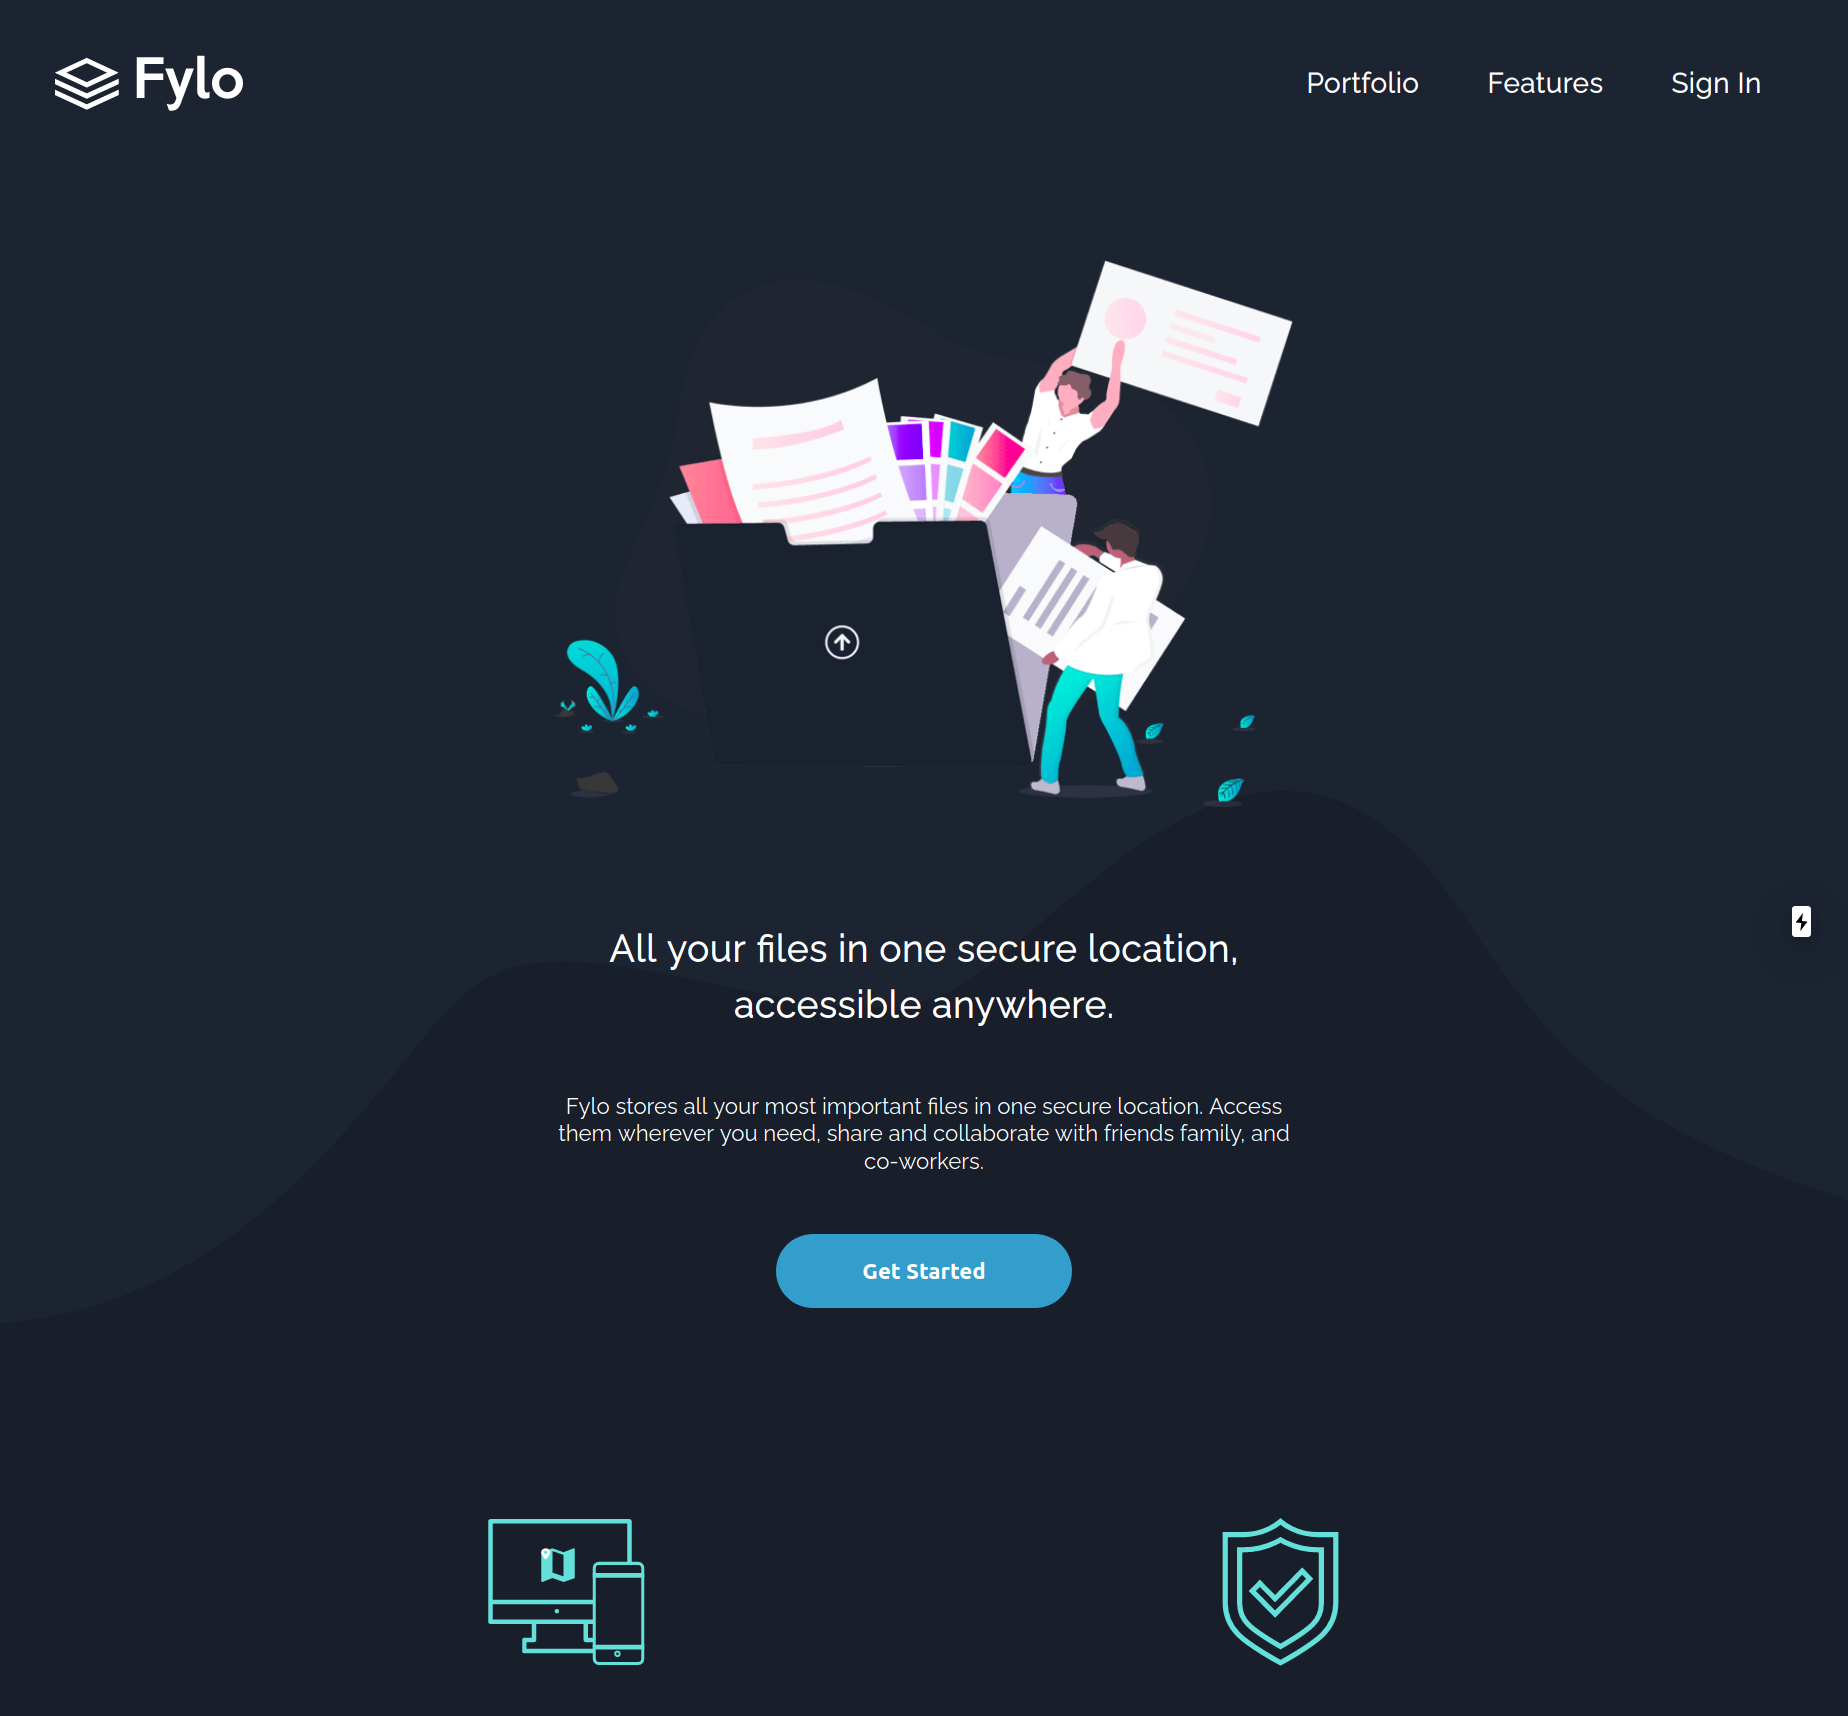 Fylo
Portfolio
Features
Sign In
All your files in one secure location,
accessible anywhere.
Fylo stores all your most important files in one secure location. Access
them wherever you need, share and collaborate with friends family, and
co-workers.
Get Started